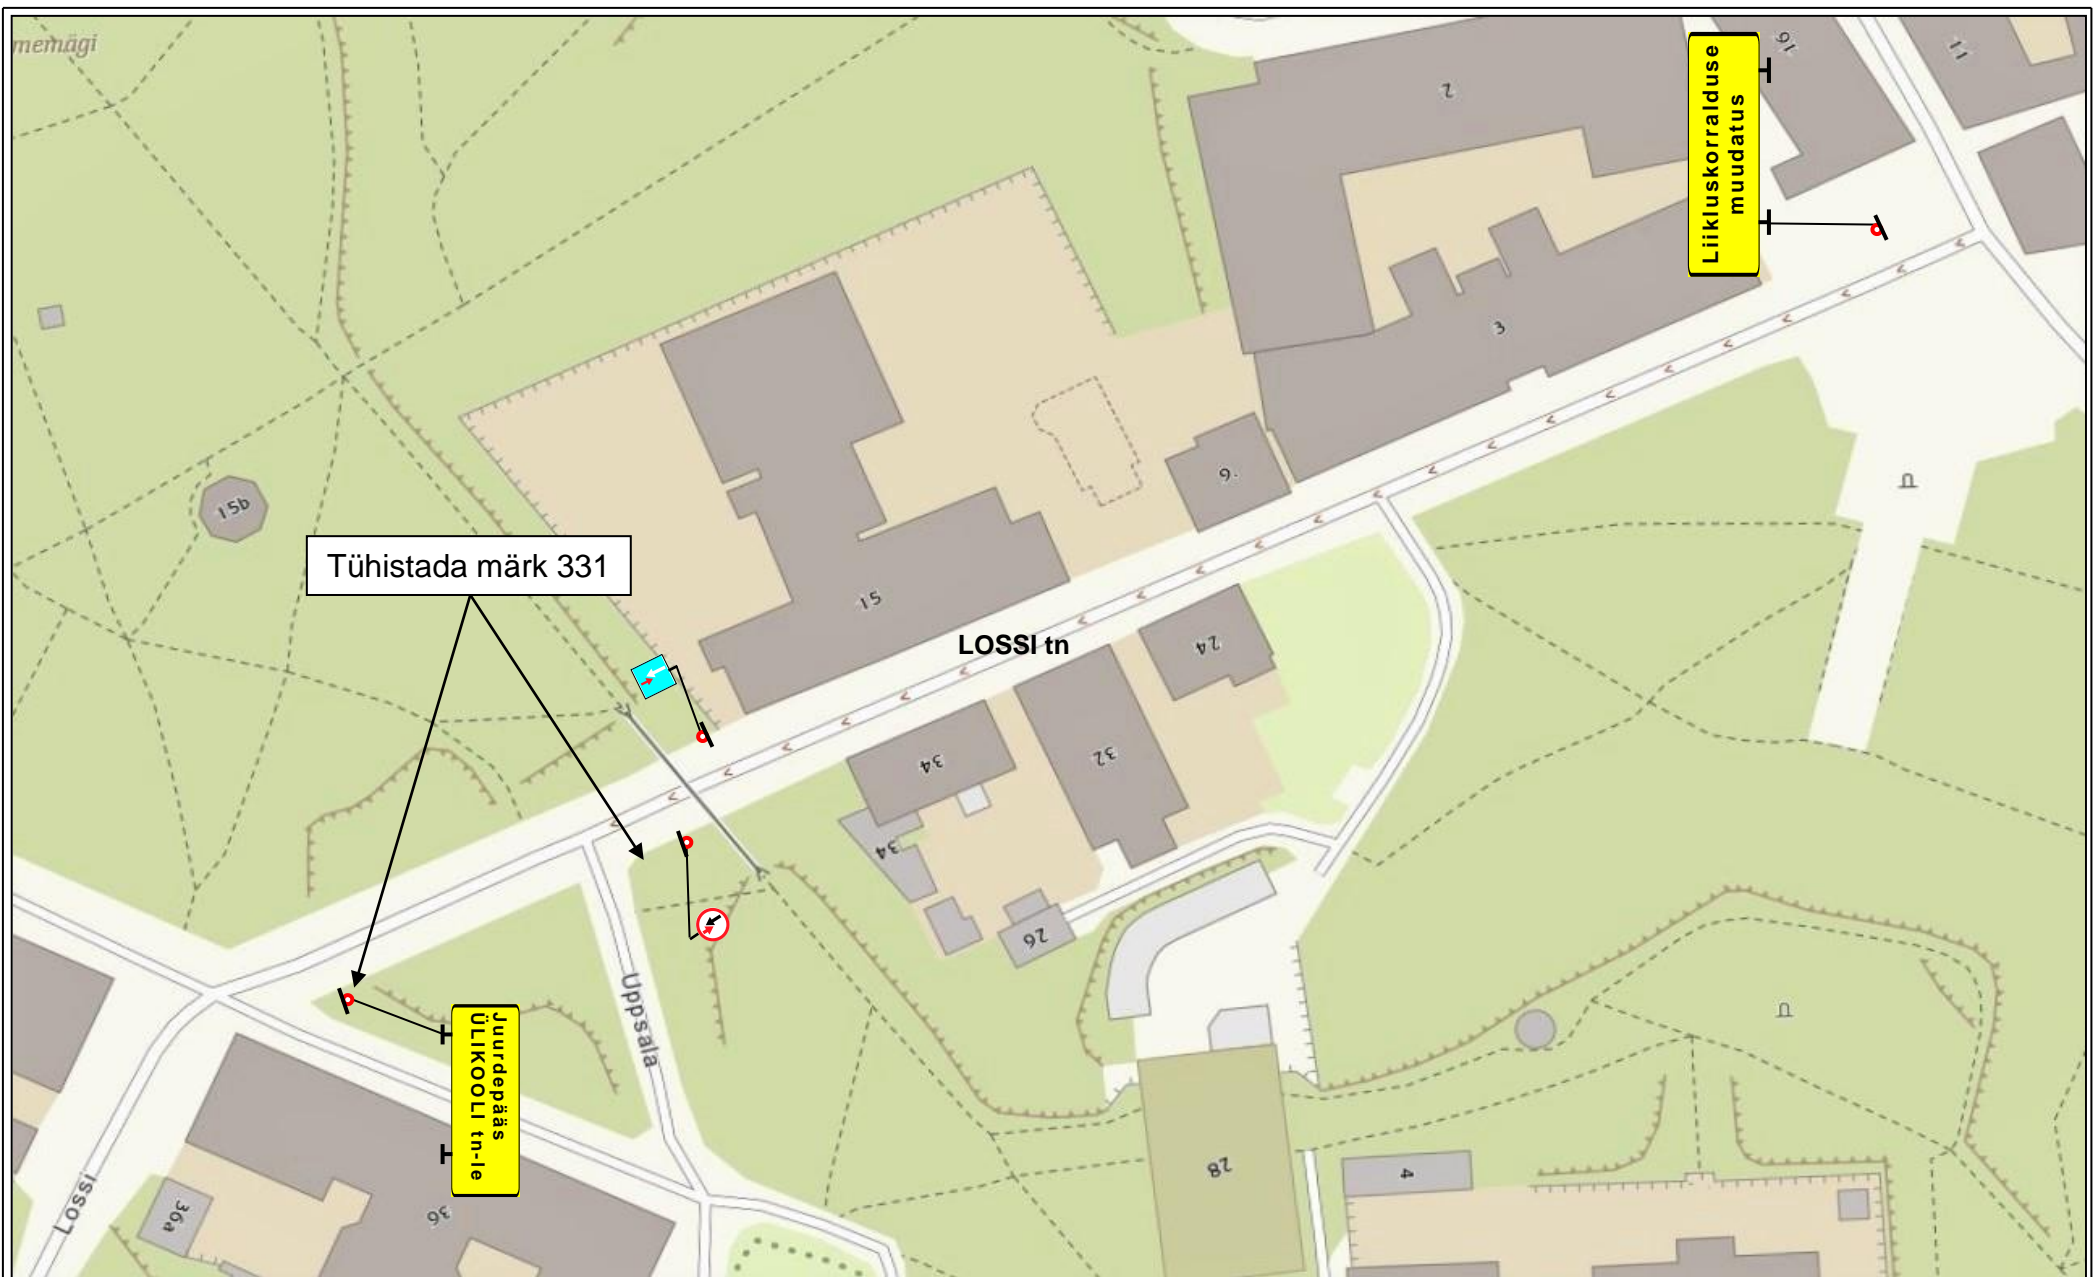 memägi
2
16
11
Liikluskorralduse
muudatus
3
9
15b
Tühistada märk 331
15
LOSSI tn
24
34
32
34
26
Uppsala
Juurdepääs
ÜLIKOOLI tn-le
28
4
Lossi
36a
36